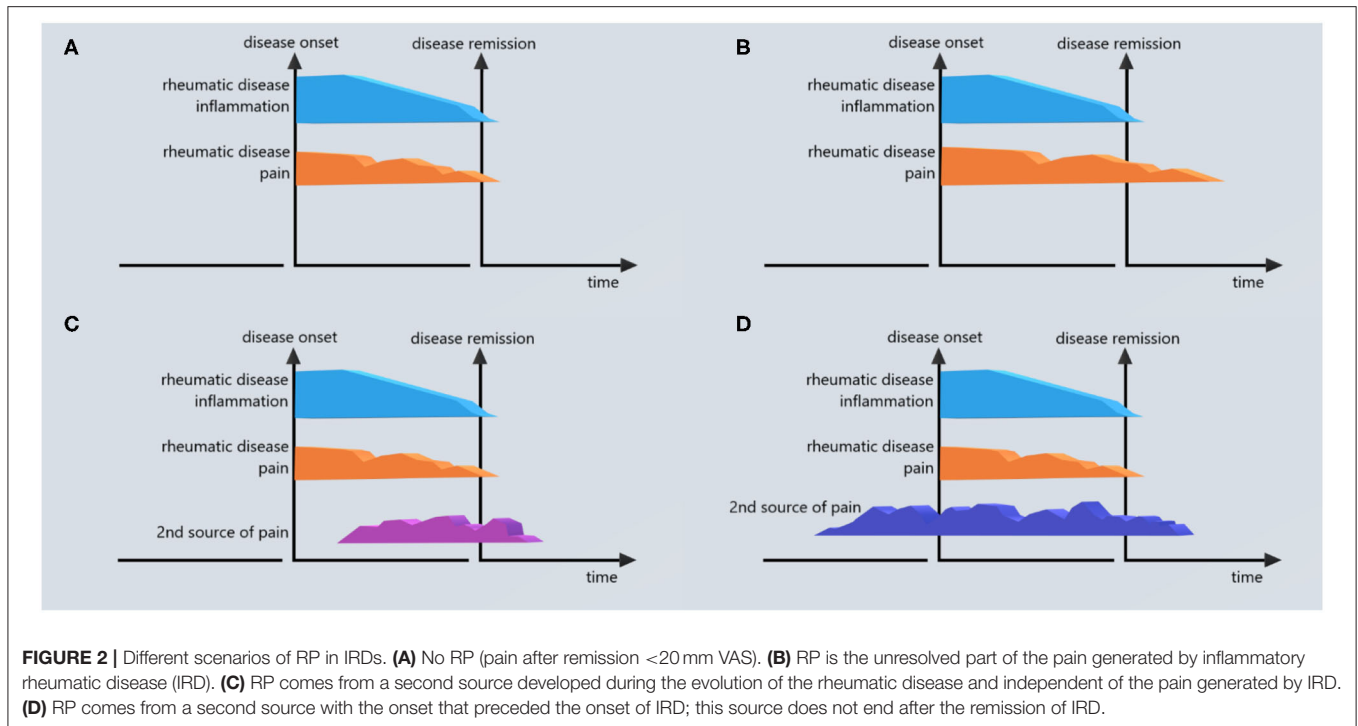 A
disease onset
disease remission
rheumatic disease
inflammation
rheumatic disease
pain
time
B
disease onset
disease remission
rheumatic disease
inflammation
rheumatic disease
pain
time
C
disease onset
disease remission
rheumatic disease
inflammation
rheumatic disease
pain
2nd source of pain
time
D
disease onset
disease remission
rheumatic disease
inflammation
rheumatic disease
pain
2nd source of pain
time
FIGURE 2 | Different scenarios of RP in IRDs. (A) No RP (pain after remission <20 mm VAS). (B) RP is the unresolved part of the pain generated by inflammatory
rheumatic disease (IRD). (C) RP comes from a second source developed during the evolution of the rheumatic disease and independent of the pain generated by IRD.
(D) RP comes from a second source with the onset that preceded the onset of IRD; this source does not end after the remission of IRD.